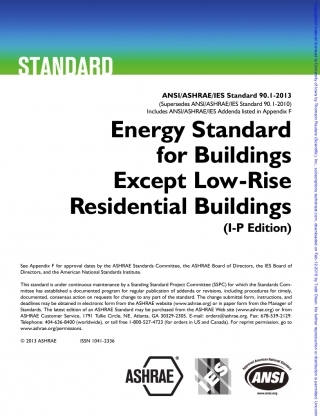 STANDARD
ANSI/ASHRAE/IES Standard 90.1-2013
(Supersedes ANSI/ASHRAE/IES Standard 90.1-2010)
Includes ANSI/ASHRAE/IES Addenda listed in Appendix F
Energy Standard
for Buildings
Except Low-Rise
Residential Buildings
(I-P Edition)
See Appendix F for approval dates by the ASHRAE Standards Committee, the ASHRAE Board of Directors, the IES Board of
Directors, and the American National Standards Institute.
This standard is under continuous maintenance by a Standing Standard Project Committee (SSPC) for which the Standards Com-
mittee has established a documented program for regular publication of addenda or revisions, including procedures for timely,
documented, consensus action on requests for change to any part of the standard. The change submittal form, instructions, and
deadlines may be obtained in electronic form from the ASHRAE website (www.ashrae.org) or in paper form from the Manager of
Standards. The latest edition of an ASHRAE Standard may be purchased from the ASHRAE Web site (www.ashrae.org) or from
ASHRAE Customer Service, 1791 Tullie Circle, NE, Atlanta, GA 30329-2305. E-mail: orders@ashrae.org. Fax: 678-539-2129.
Telephone: 404-636-8400 (worldwide), or toll free 1-800-527-4723 (for orders in US and Canada). For reprint permission, go to
www.ashrae.org/permissions.
© 2013 ASHRAE ISSN 1041-2336
ASHRAE
IES
ANSI